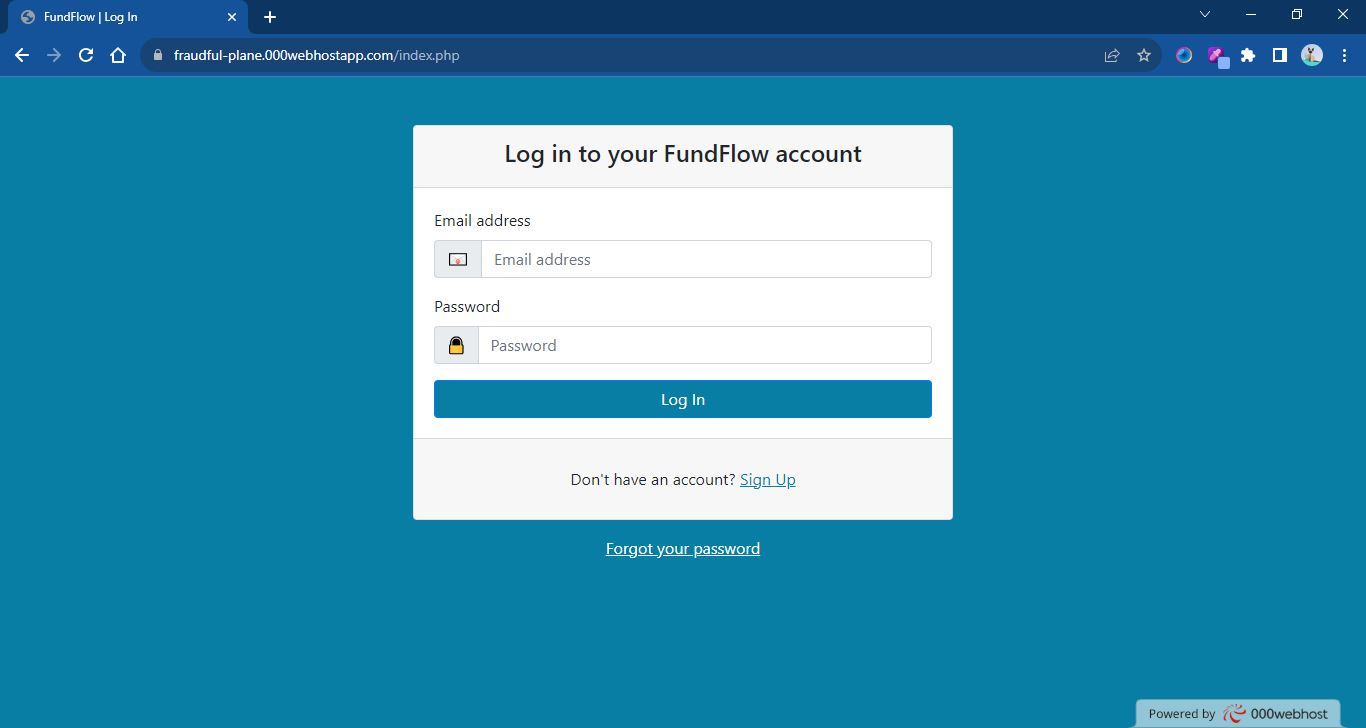 FundFlow | Log In
fraudful-plane.000webhostapp.com/index.php
Log in to your FundFlow account
Email address
Email address
Password
Password
Log In
Don't have an account? Sign Up
Forgot your password
Powered by 000webhost